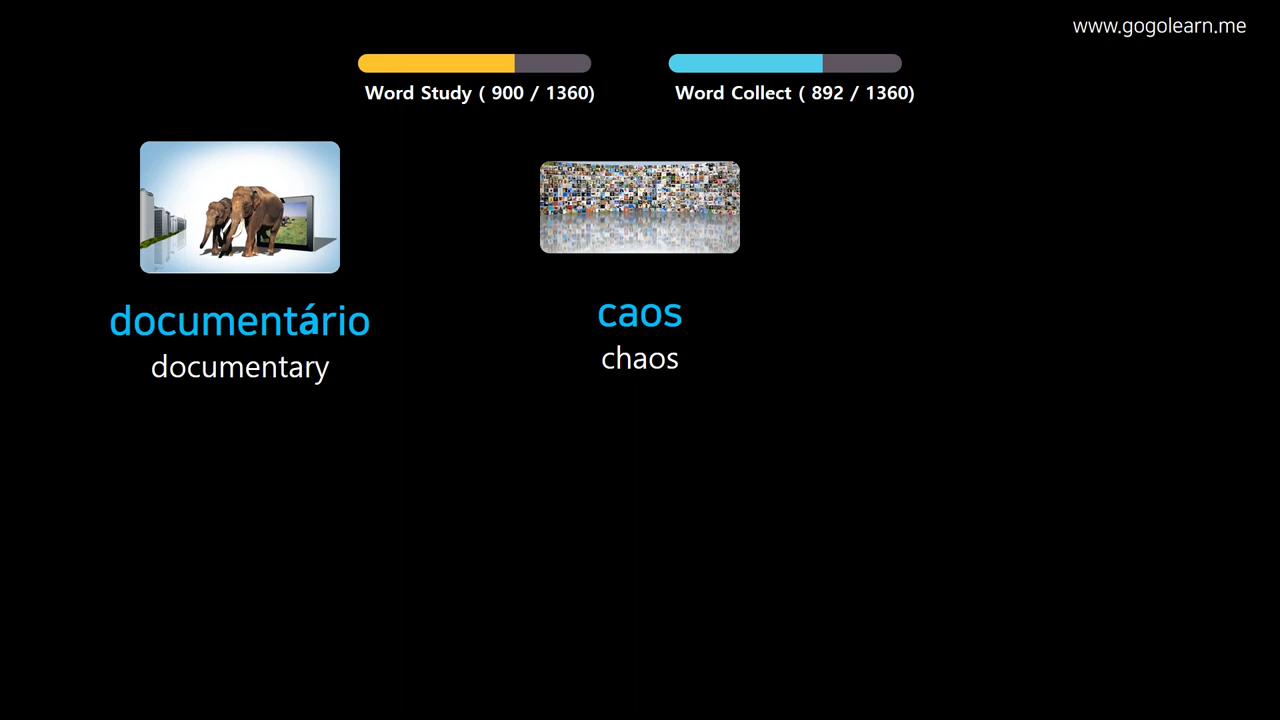 www.gogolearn.me
Word Study ( 900 / 1360)
Word Collect ( 892 / 1360)
documentário
documentary
caos
chaos